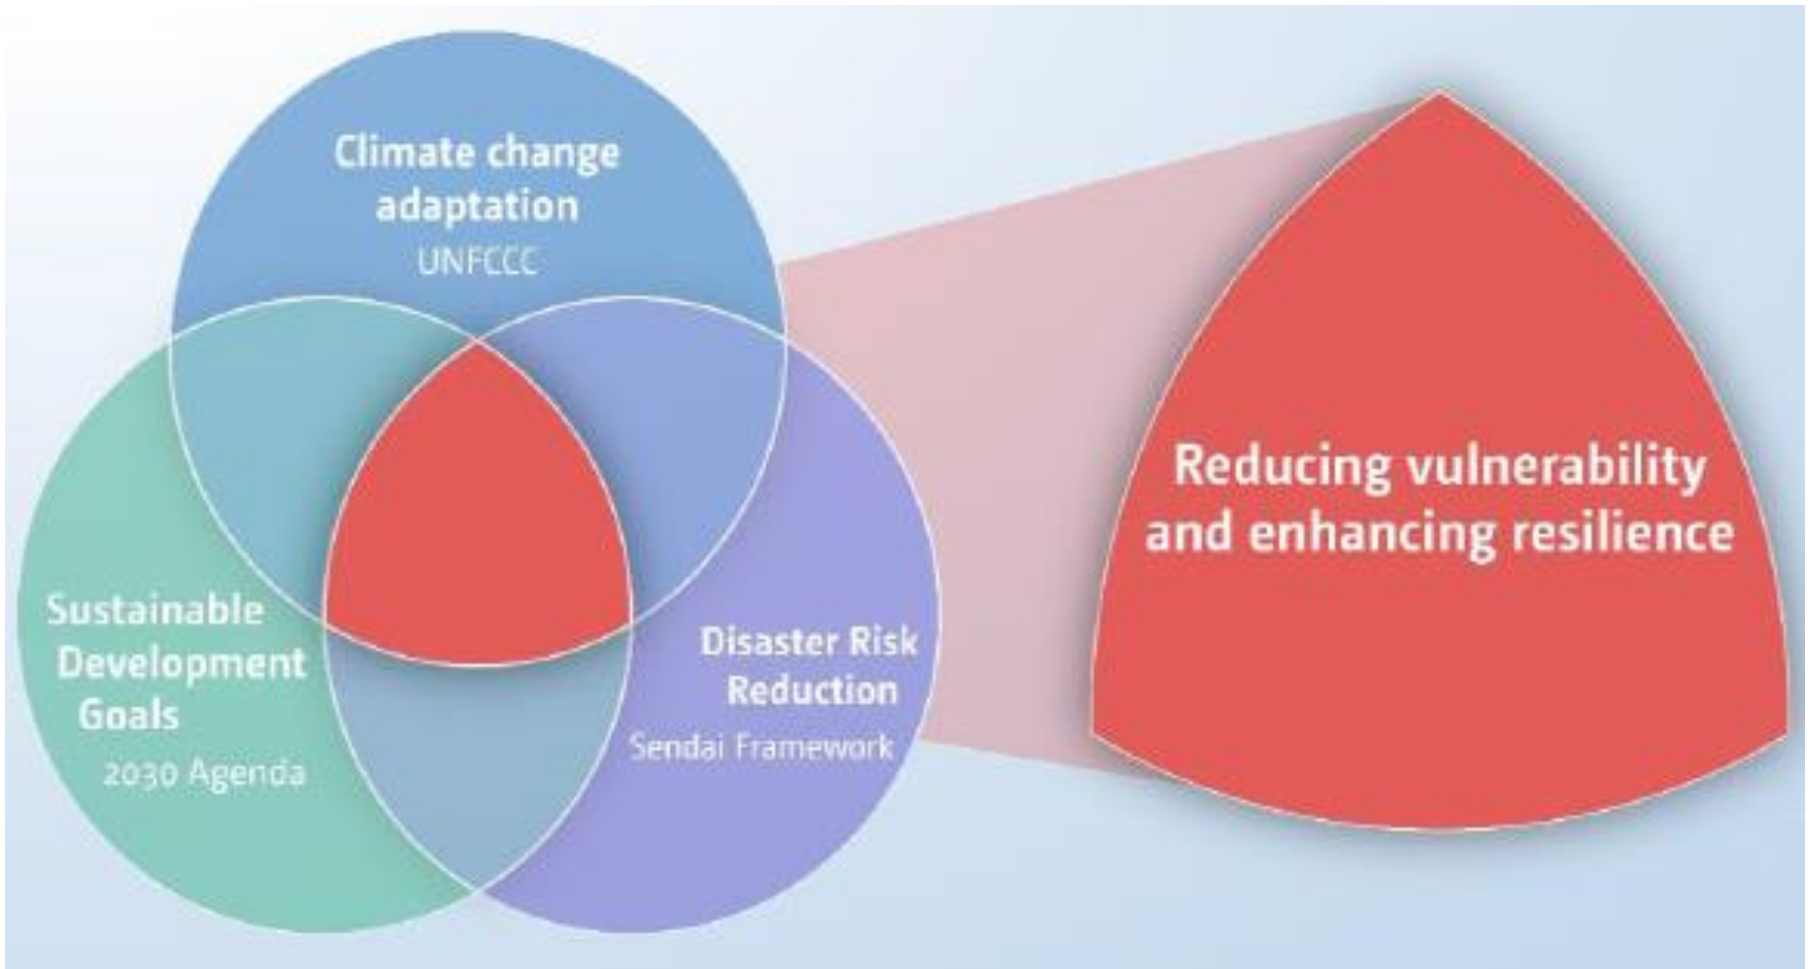 Climate change
adaptation
UNFCCC
Sustainable
Development
Goals
2030 Agenda
Disaster Risk
Reduction
Sendai Framework
Reducing vulnerability
and enhancing resilience